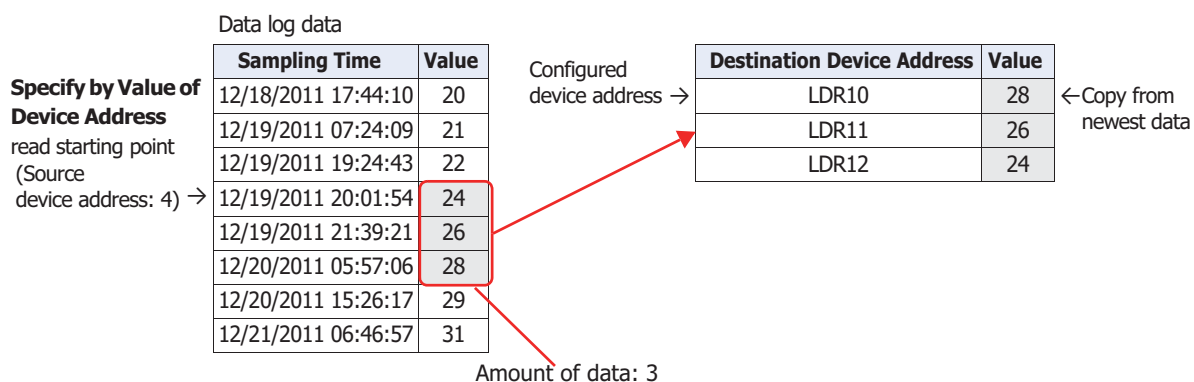 Data log data
Sampling Time Value
12/18/2011 17:44:10 20
12/19/2011 07:24:09 21
12/19/2011 19:24:43 22
12/19/2011 20:01:54 24
12/19/2011 21:39:21 26
12/20/2011 05:57:06 28
12/20/2011 15:26:17 29
12/21/2011 06:46:57 31
Specify by Value of
Device Address
read starting point
(Source
device address: 4) →
Amount of data: 3
Configured
device address →
Destination Device Address Value
LDR10 28
LDR11 26
LDR12 24
←Copy from
newest data